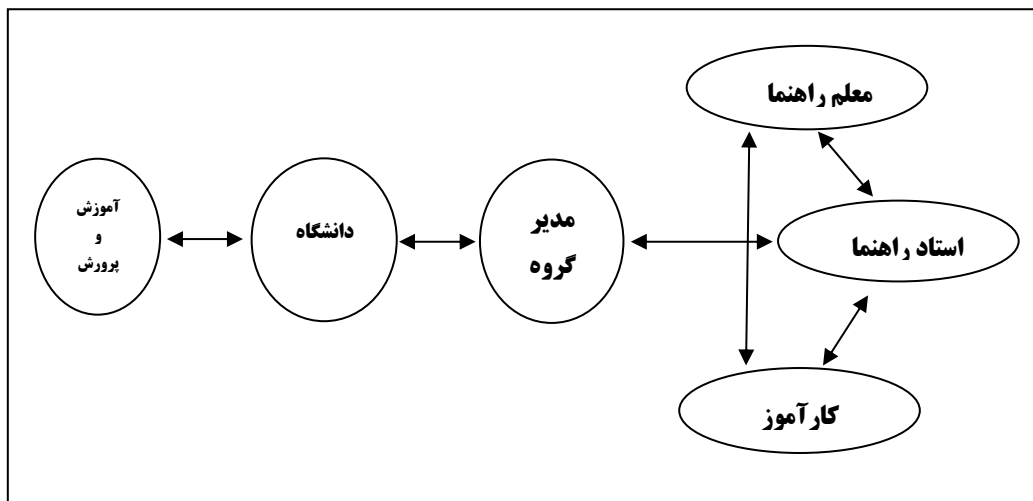 معلم راهنما
آموزش
و
پرورش
دانشگاه
مدیر
گروه
استاد راهنما
کارآموز